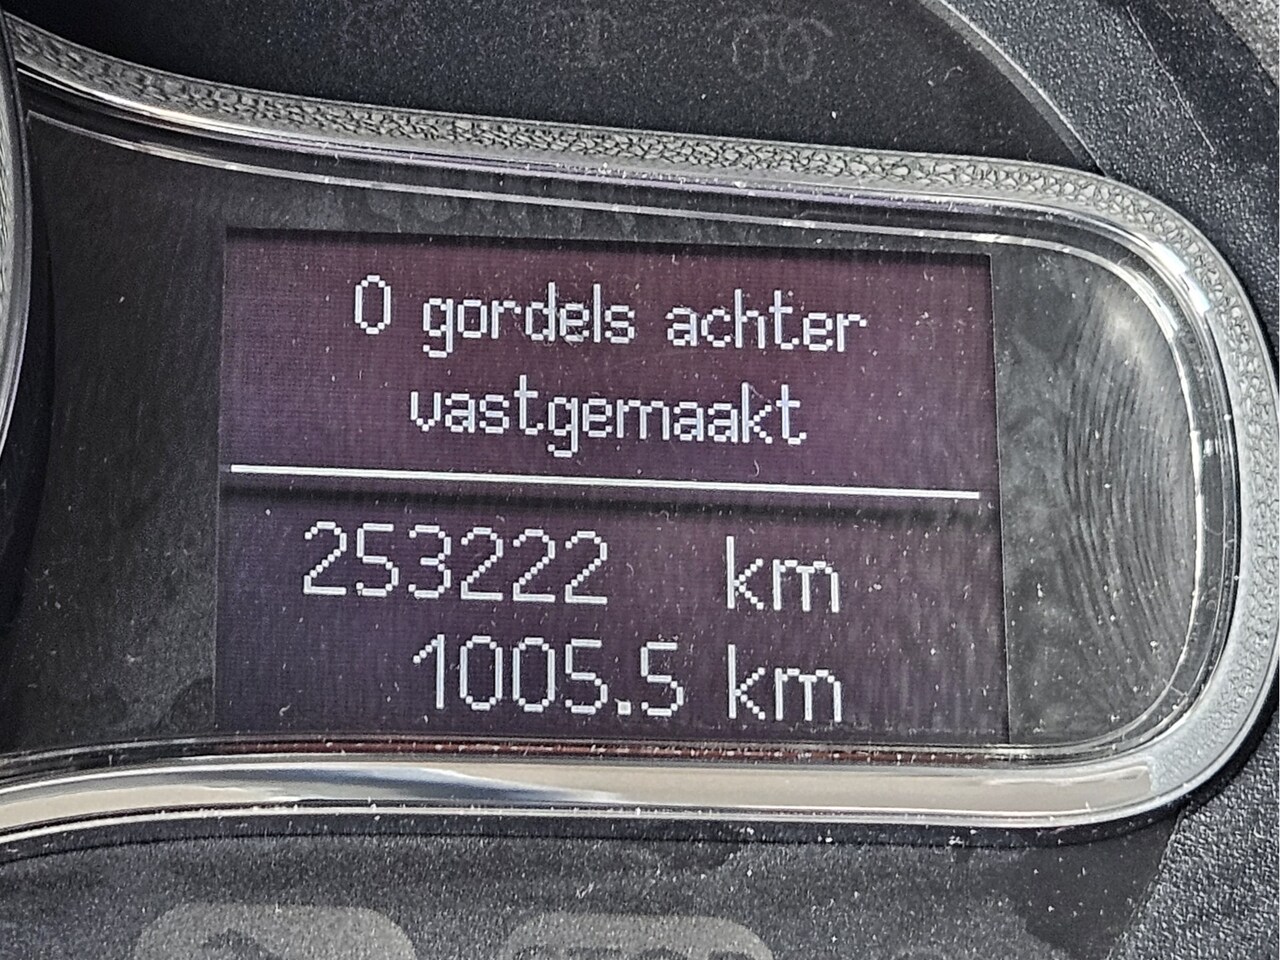 0 gordels achter
vastgemaakt
253222 km
1005.5 km